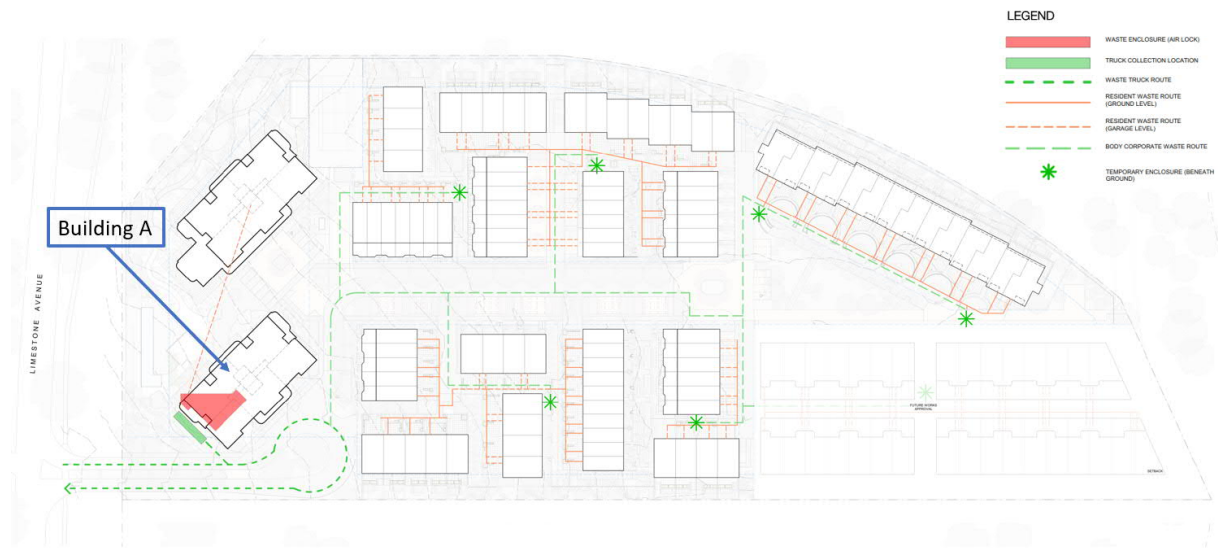 LEGEND
WASTE ENCLOSURE (AIR LOCK)
TRUCK COLLECTION LOCATION
WASTE TRUCK ROUTE
RESIDENT WASTE ROUTE
(GROUND LEVEL)
RESIDENT WASTE ROUTE
(GARAGE LEVEL)
BODY CORPORATE WASTE ROUTE
TEMPORARY ENCLOSURE (BENEATH
GROUND)
Building A
LIMESTONE AVENUE
FUTURE WORKS
APPROVAL
SETBACK